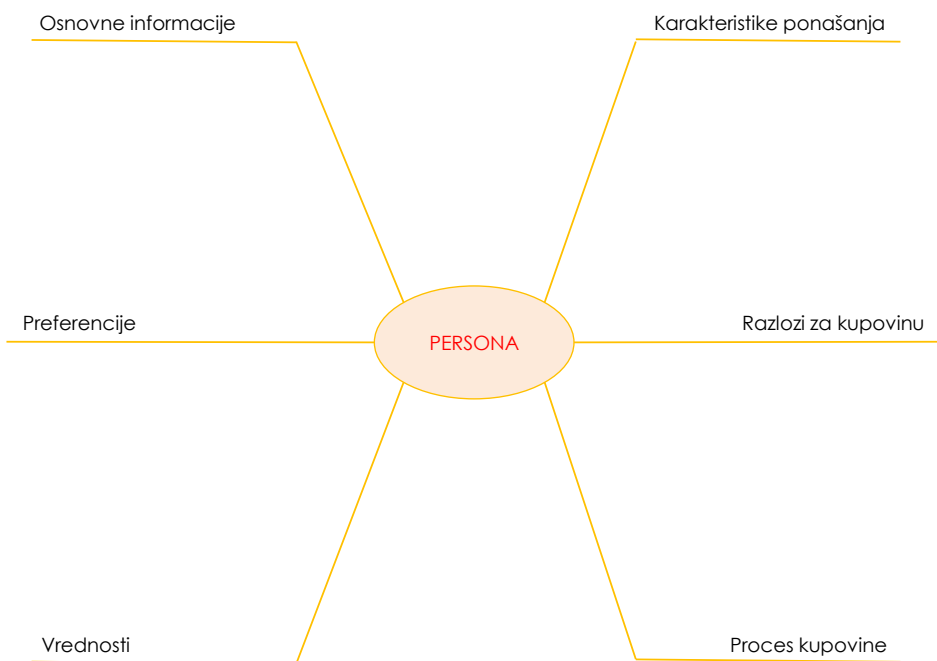 Osnovne informacije
Karakteristike ponašanja
Preferencije
PERSONA
Razlozi za kupovinu
Vrednosti
Proces kupovine